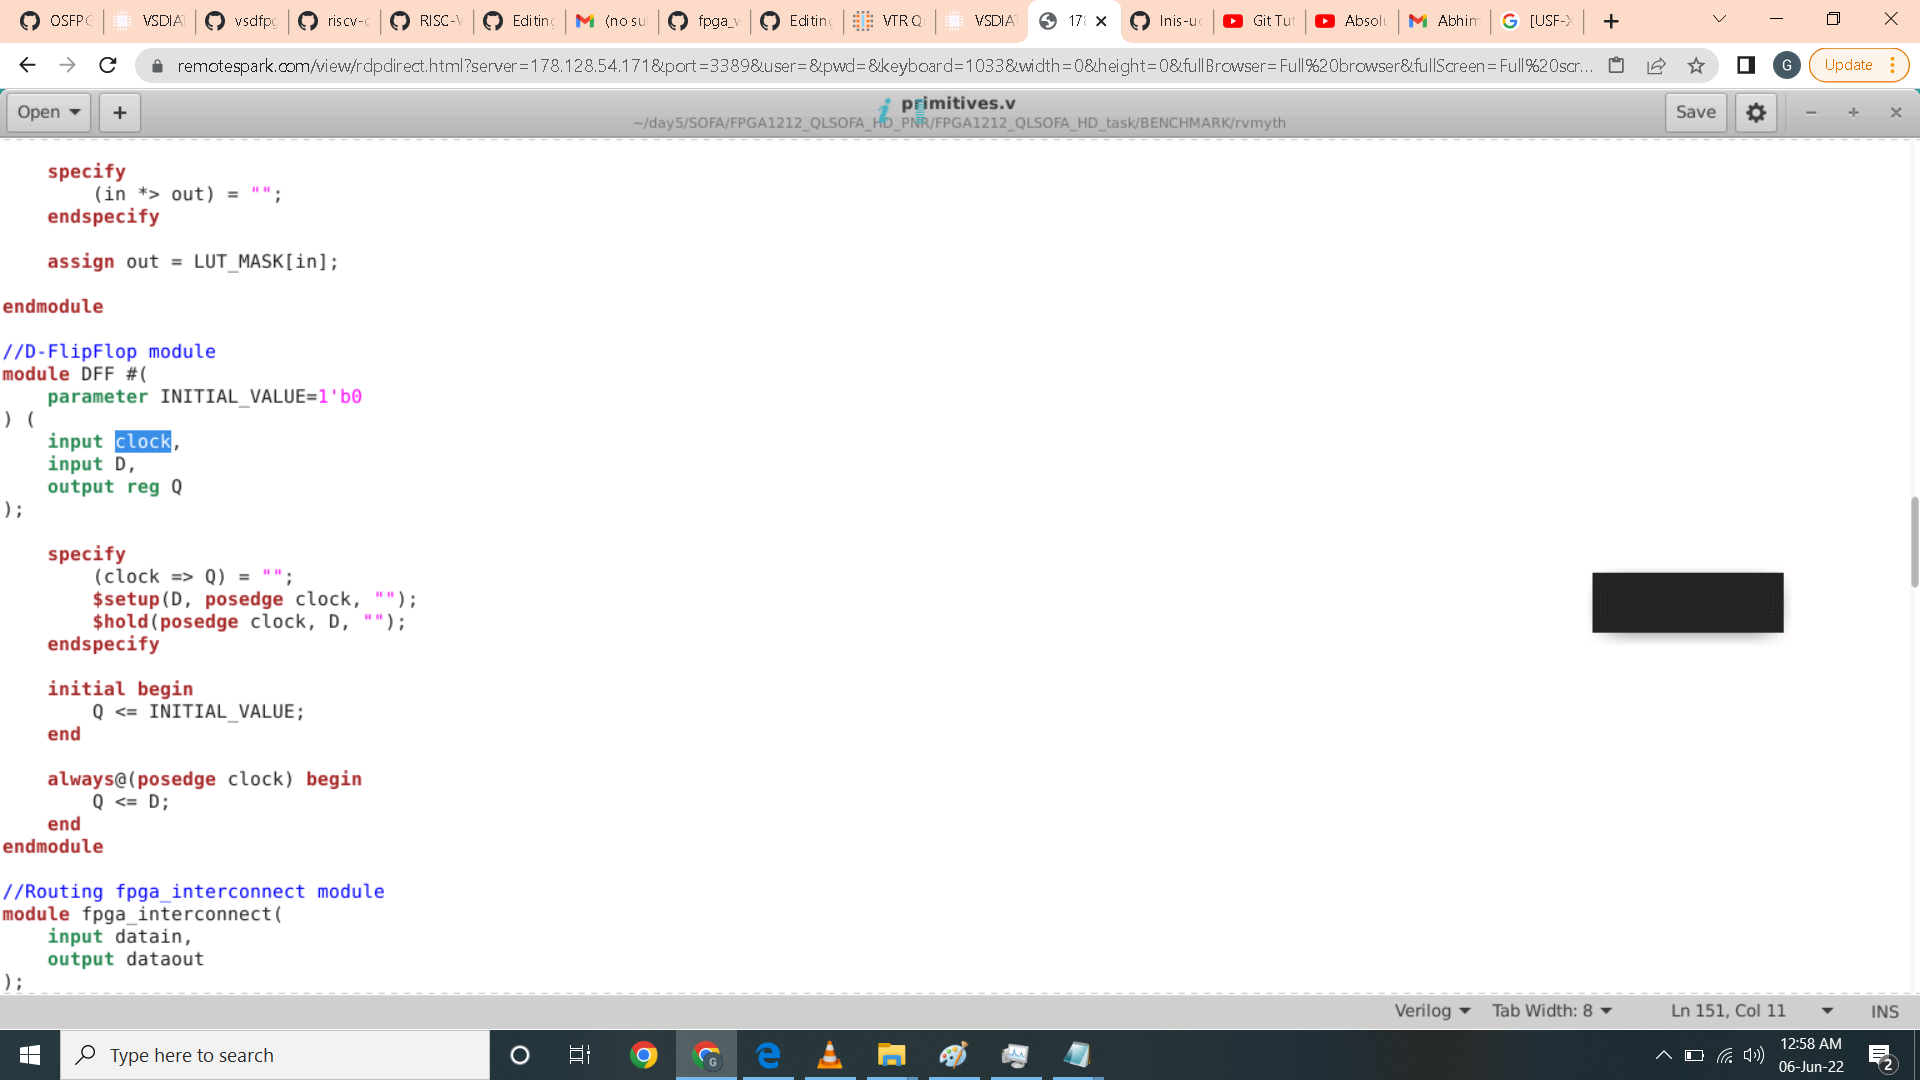 OSFPG
VSDIA
vsdfpg
riscv-
RISC-V
Editing
(no su
fpga_
Editing
VTR Q
VSDIA
178
lnis-u
Git Tut
Absolu
Abhim
[USF-X
remotespark.com/view/rdpdirect.html?server=178.128.54.171&port=3389&user=&pwd=&keyboard=1033&width=0&height=0&fullBrowser=Full%20browser&fullScreen=Full%20scr...
G
Update
Open
primitives.v
Save
~/day5/SOFA/FPGA1212_QLSOFA_HD_PNR/FPGA1212_QLSOFA_HD_task/BENCHMARK/rvmyth
specify
(in *> out) = "";
endspecify
assign out = LUT_MASK[in];
endmodule
//D-FlipFlop module
module DFF #(
parameter INITIAL_VALUE=1'b0
) (
input clock,
input D,
output reg Q
);
specify
(clock => Q) = "";
$setup(D, posedge clock, "");
$hold(posedge clock, D, "");
endspecify
initial begin
Q <= INITIAL_VALUE;
end
always@(posedge clock) begin
Q <= D;
end
endmodule
//Routing fpga_interconnect module
module fpga_interconnect(
input datain,
output dataout
);
Verilog Tab Width: 8 Ln 151, Col 11 INS
Type here to search
12:58 AM
06-Jun-22
2